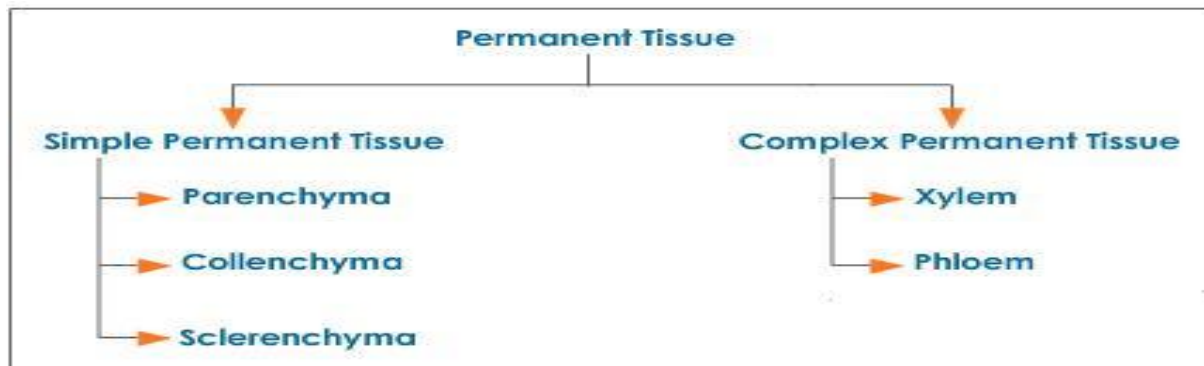 Permanent Tissue
Simple Permanent Tissue
Parenchyma
Collenchyma
Sclerenchyma
Complex Permanent Tissue
Xylem
Phloem